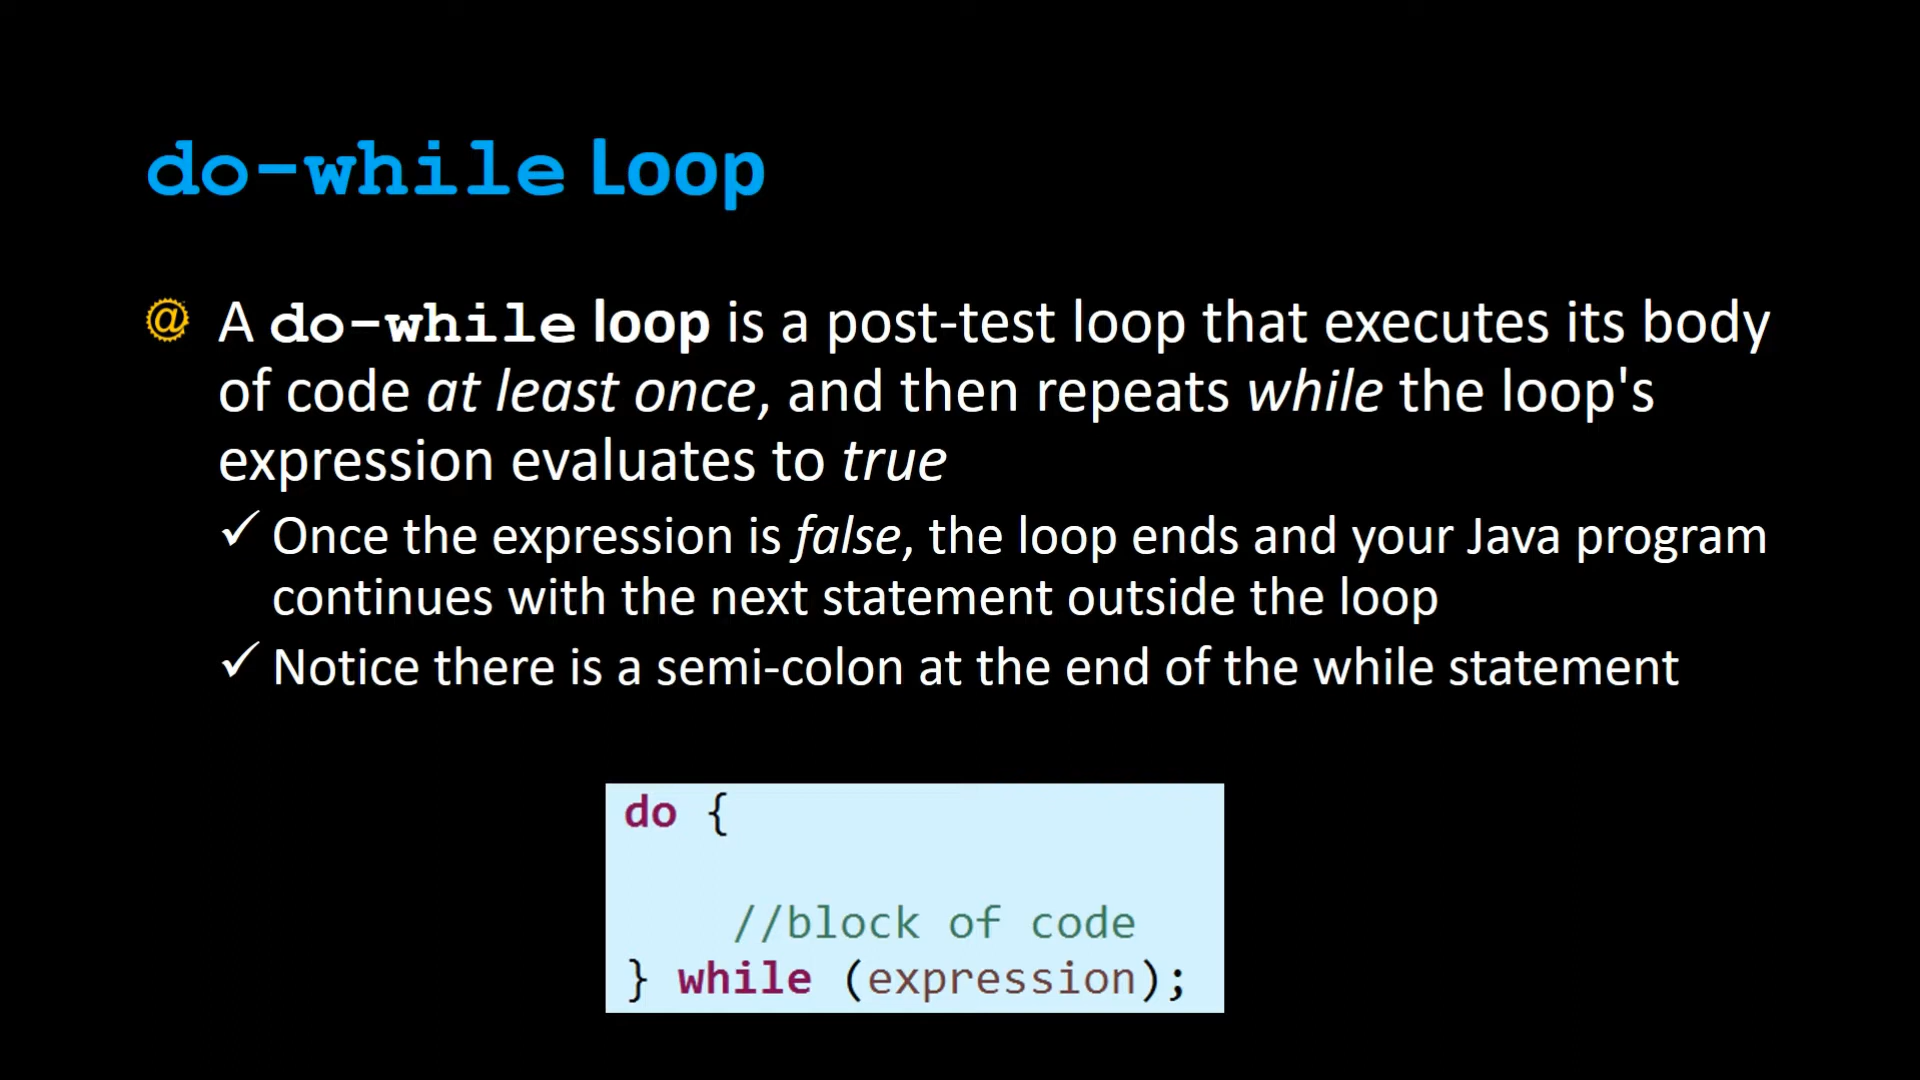 do-while Loop
@ A do-while loop is a post-test loop that executes its body
of code at least once, and then repeats while the loop's
expression evaluates to true
✓ Once the expression is false, the loop ends and your Java program
continues with the next statement outside the loop
✓ Notice there is a semi-colon at the end of the while statement
do {
//block of code
} while (expression);